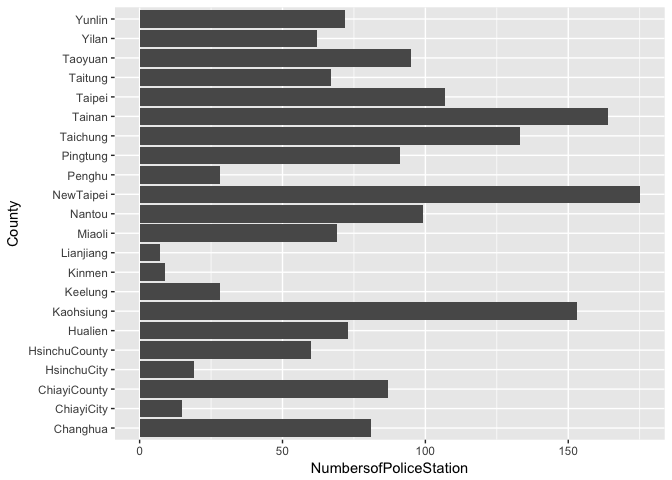 Yunlin
Yilan
Taoyuan
Taitung
Taipei
Tainan
Taichung
Pingtung
Penghu
NewTaipei
Nantou
Miaoli
Lianjiang
Kinmen
Keelung
Kaohsiung
Hualien
HsinchuCounty
HsinchuCity
ChiayiCounty
ChiayiCity
Changhua
County
0 50 100 150
NumbersofPoliceStation